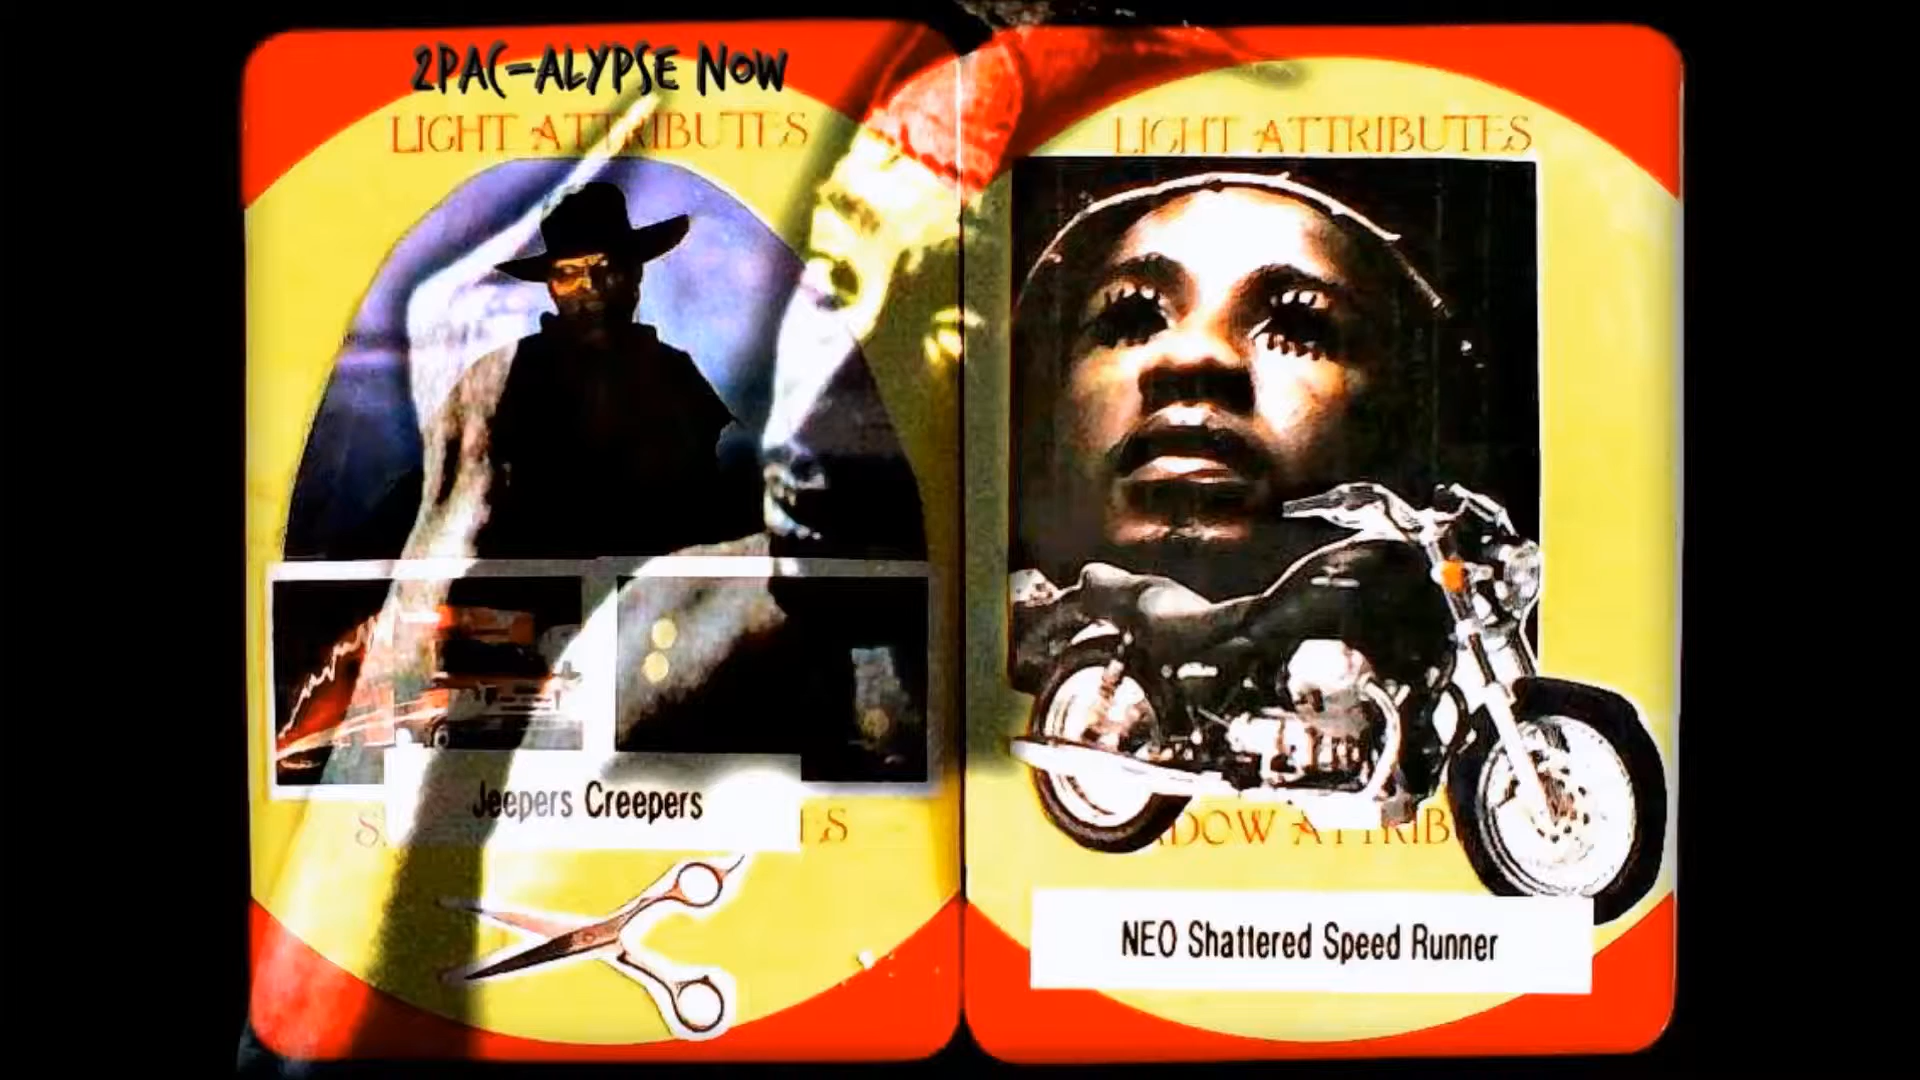 2PAC-ALYPSE NOW
LIGHT ATTRIBUTES
Jeepers Creepers
LIGHT ATTRIBUTES
NEO Shattered Speed Runner